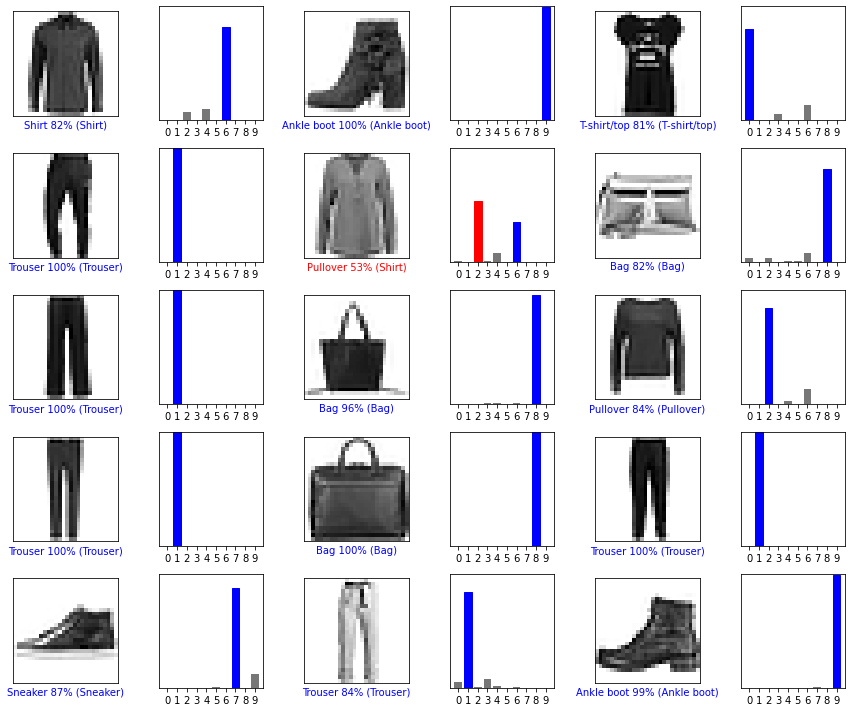 0 1 2 3 4 5 6 7 8 9 0 1 2 3 4 5 6 7 8 9 0 1 2 3 4 5 6 7 8 9
Shirt 82% (Shirt) Ankle boot 100% (Ankle boot) T-shirt/top 81% (T-shirt/top)
0 1 2 3 4 5 6 7 8 9 0 1 2 3 4 5 6 7 8 9 0 1 2 3 4 5 6 7 8 9
Trouser 100% (Trouser) Pullover 53% (Shirt) Bag 82% (Bag)
0 1 2 3 4 5 6 7 8 9 0 1 2 3 4 5 6 7 8 9 0 1 2 3 4 5 6 7 8 9
Trouser 100% (Trouser) Bag 96% (Bag) Pullover 84% (Pullover)
0 1 2 3 4 5 6 7 8 9 0 1 2 3 4 5 6 7 8 9 0 1 2 3 4 5 6 7 8 9
Trouser 100% (Trouser) Bag 100% (Bag) Trouser 100% (Trouser)
0 1 2 3 4 5 6 7 8 9 0 1 2 3 4 5 6 7 8 9 0 1 2 3 4 5 6 7 8 9
Sneaker 87% (Sneaker) Trouser 84% (Trouser) Ankle boot 99% (Ankle boot)